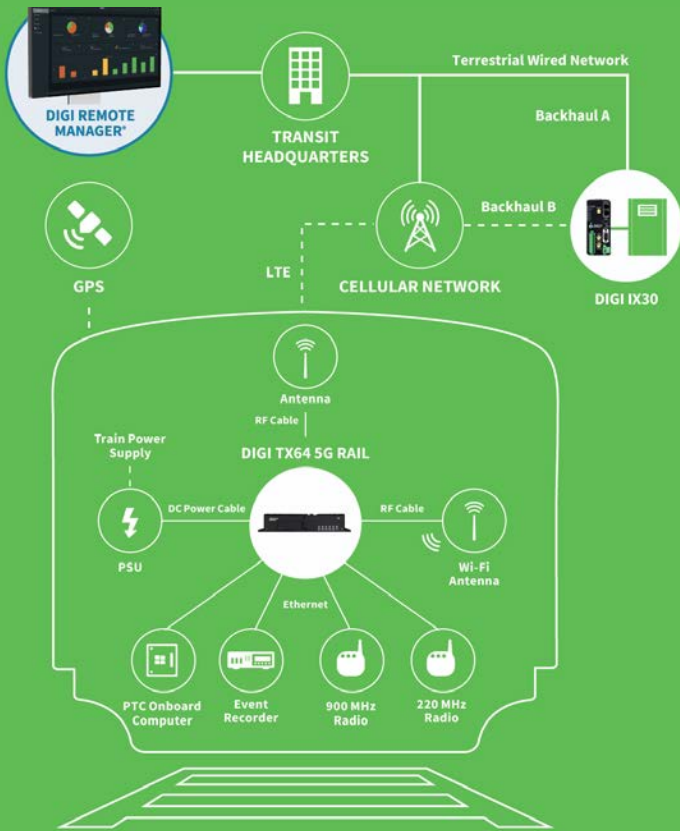 DIGI REMOTE
MANAGER®
TRANSIT
HEADQUARTERS
Terrestrial Wired Network
Backhaul A
Backhaul B
GPS
LTE
CELLULAR NETWORK
DIGI IX30
Antenna
RF Cable
Train Power
Supply
DIGI TX64 5G RAIL
DC Power Cable
RF Cable
PSU
Wi-Fi
Antenna
Ethernet
PTC Onboard
Computer
Event
Recorder
900 MHz
Radio
220 MHz
Radio